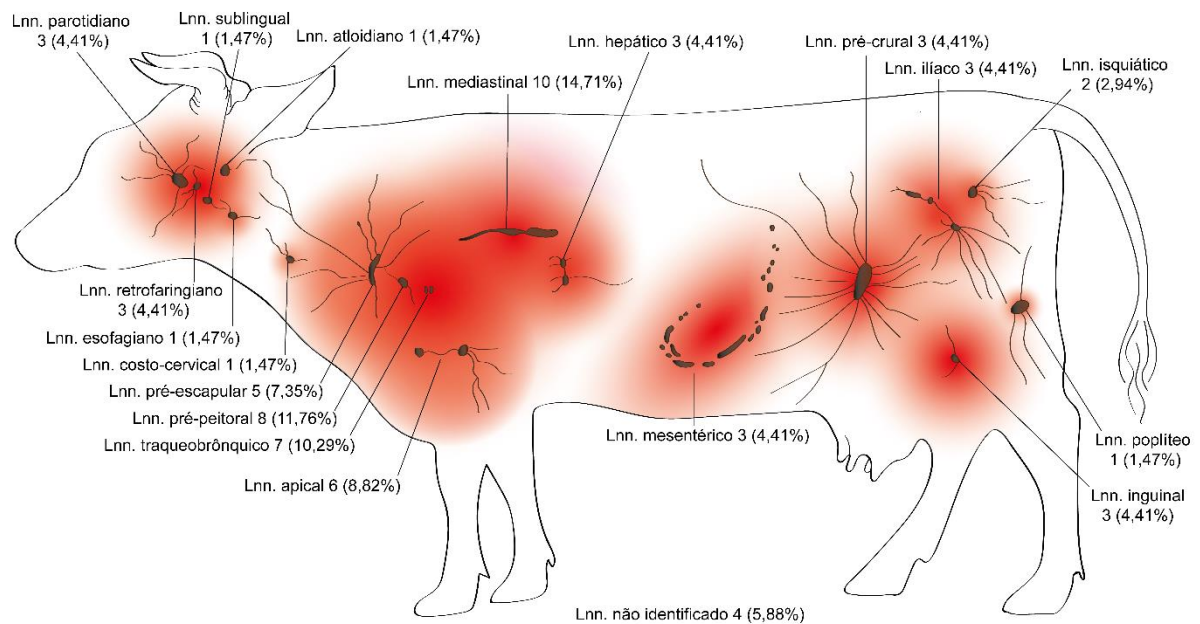 Lnn. parotidiano
3 (4,41%)
Lnn. sublingual
1 (1,47%)
Lnn. atloidiano 1 (1,47%)
Lnn. mediastinal 10 (14,71%)
Lnn. hepático 3 (4,41%)
Lnn. pré-crural 3 (4,41%)
Lnn. ilíaco 3 (4,41%)
Lnn. isquiático
2 (2,94%)
Lnn. retrofaringiano
3 (4,41%)
Lnn. esofagiano 1 (1,47%)
Lnn. costo-cervical 1 (1,47%)
Lnn. pré-escapular 5 (7,35%)
Lnn. pré-peitoral 8 (11,76%)
Lnn. traqueobrônquico 7 (10,29%)
Lnn. apical 6 (8,82%)
Lnn. mesentérico 3 (4,41%)
Lnn. poplíteo
1 (1,47%)
Lnn. inguinal
3 (4,41%)
Lnn. não identificado 4 (5,88%)